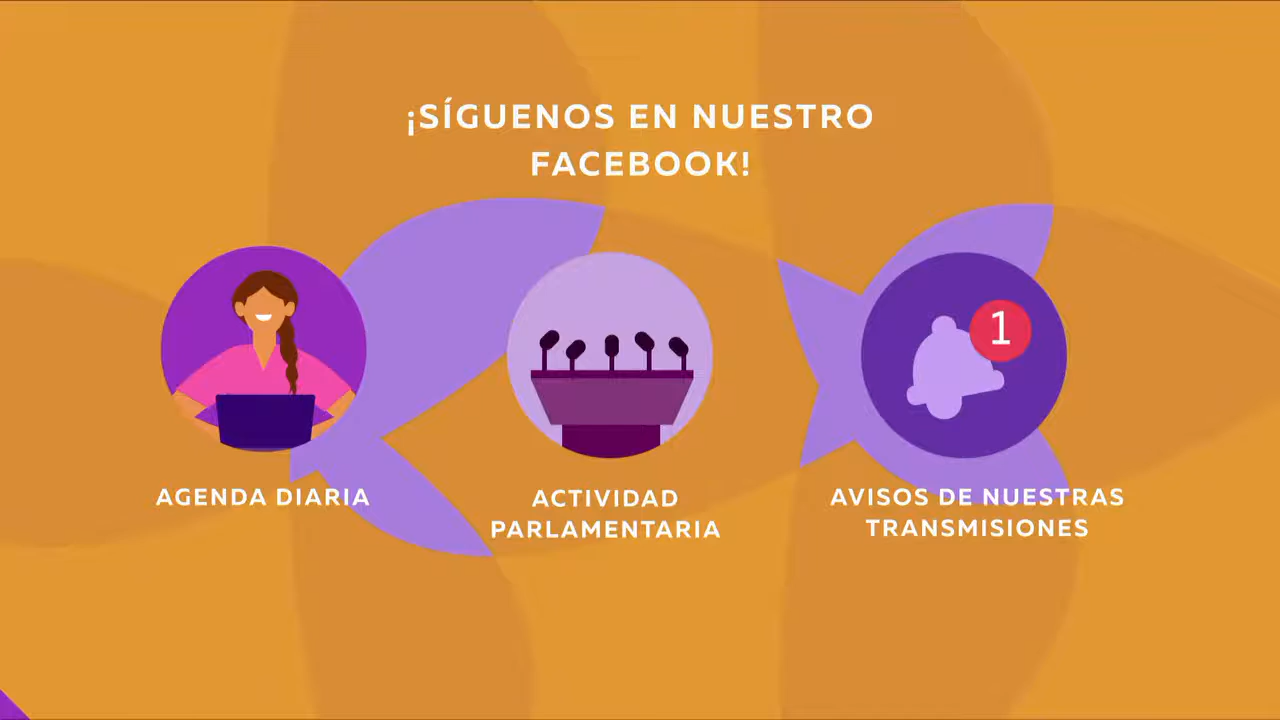 ¡SÍGUENOS EN NUESTRO
FACEBOOK!
AGENDA DIARIA
ACTIVIDAD
PARLAMENTARIA
1
AVISOS DE NUESTRAS
TRANSMISIONES